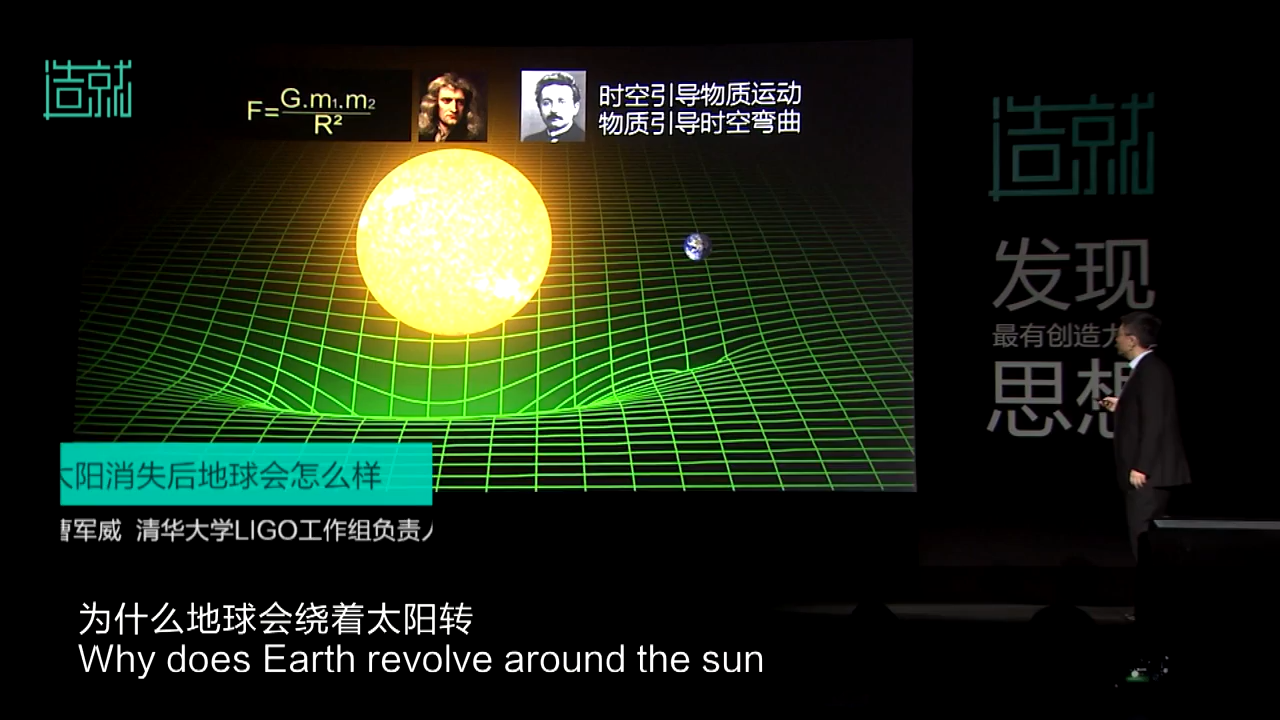 造就
F=G.m₁.m₂/R²
时空引导物质运动
物质引导时空弯曲
造就
发现
最有创造力
思想
太阳消失后地球会怎么样
曹军威 清华大学LIGO工作组负责人
为什么地球会绕着太阳转
Why does Earth revolve around the sun